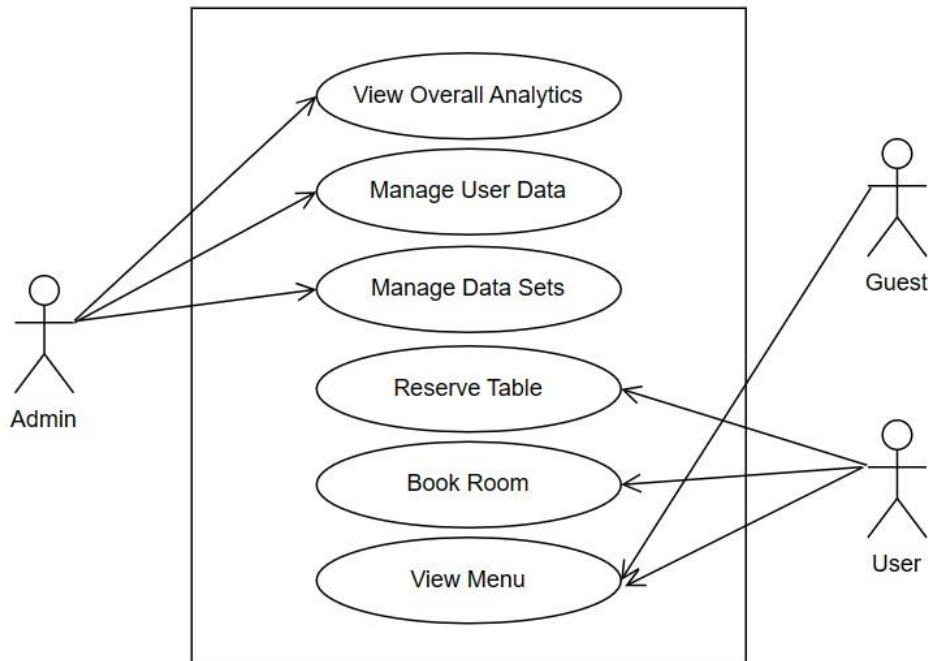 View Overall Analytics
Manage User Data
Manage Data Sets
Guest
Reserve Table
Admin
Book Room
User
View Menu